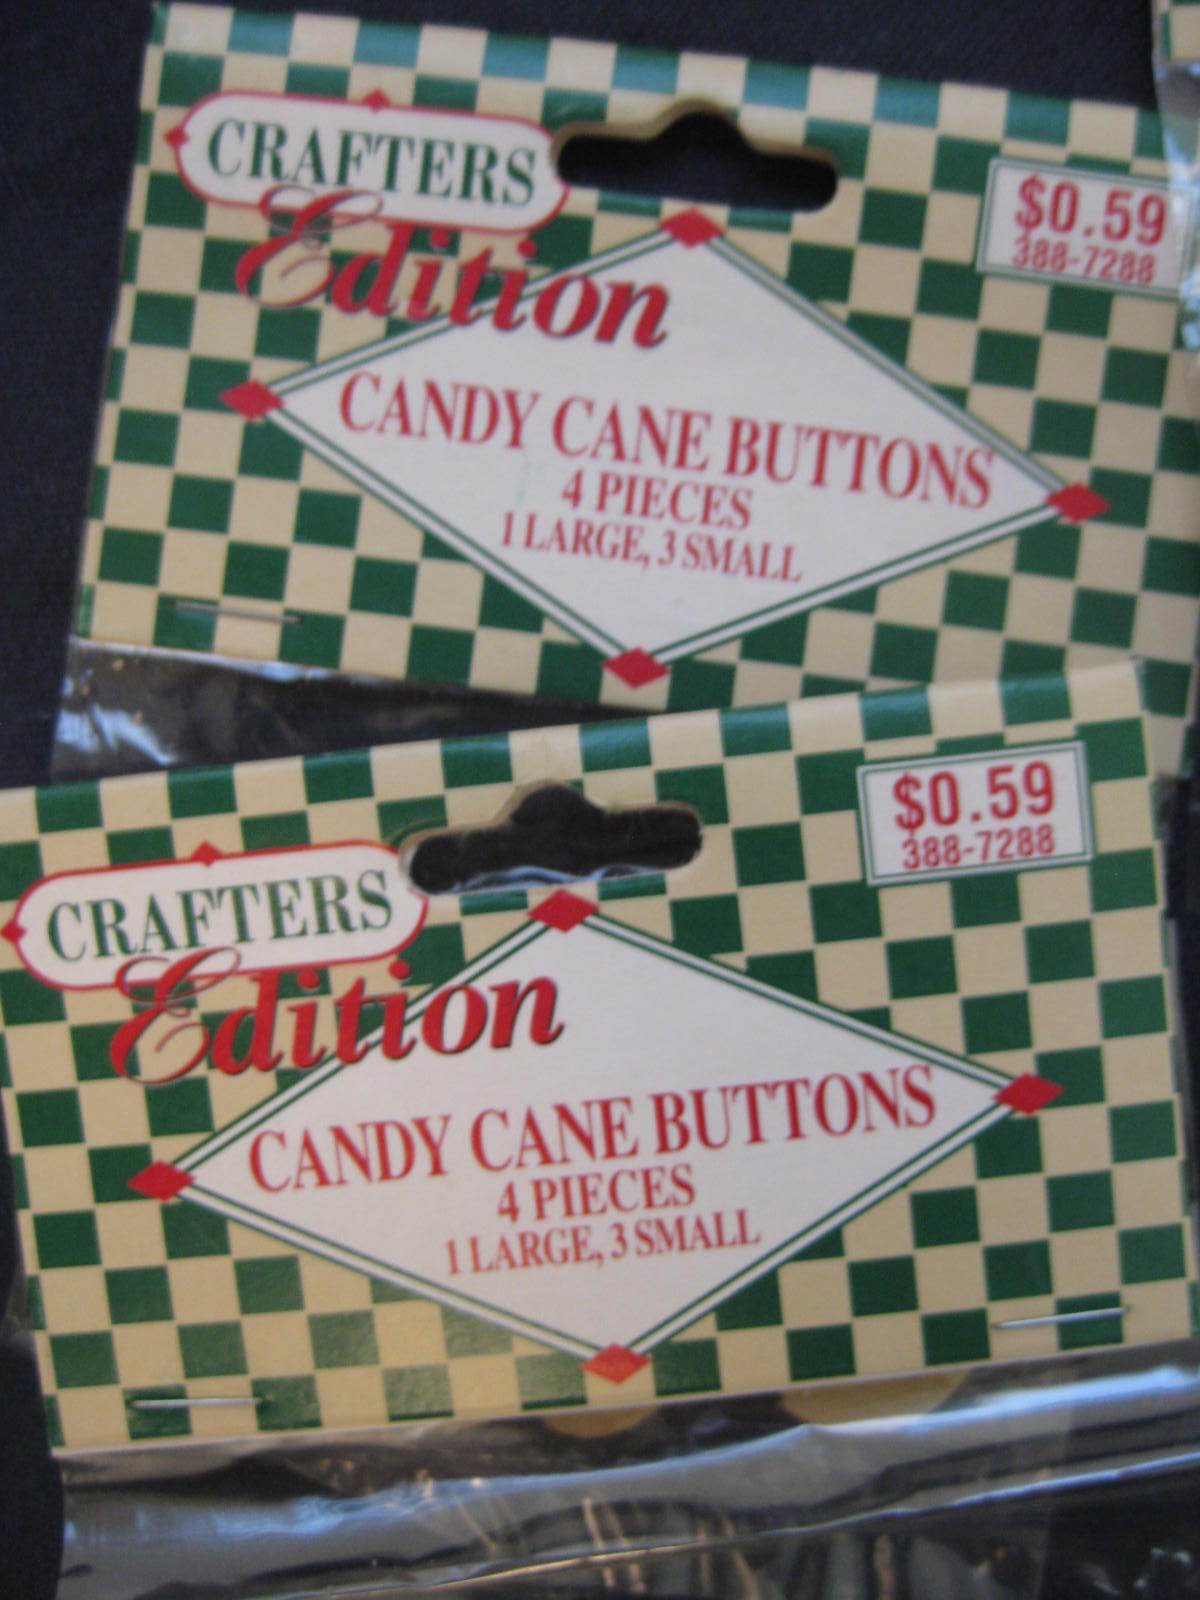 CRAFTERS
Edition
$0.59
388-7288
CANDY CANE BUTTONS
4 PIECES
1 LARGE, 3 SMALL
CRAFTERS
Edition
$0.59
388-7288
CANDY CANE BUTTONS
4 PIECES
1 LARGE, 3 SMALL